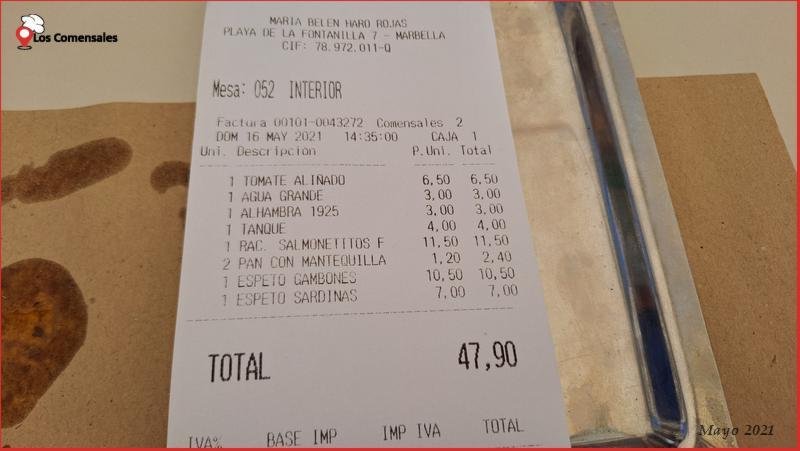 Los Comensales
MARIA BELEN HARO ROJAS
PLAYA DE LA FONTANILLA 7 - MARBELLA
CIF: 78.972.011-Q
Mesa: 052 INTERIOR
Factura 00101-0043272 Comensales 2
DOM 16 MAY 2021 14:35:00 CAJA 1
Uni. Descripcion P.Uni. Total
1 TOMATE ALIÑADO 6,50 6,50
1 AGUA GRANDE 3,00 3,00
1 ALHAMBRA 1925 3,00 3,00
1 TANQUE 4,00 4,00
1 RAC. SALMONETITOS F 11,50 11,50
2 PAN CON MANTEQUILLA 1,20 2,40
1 ESPETO GAMBONES 10,50 10,50
1 ESPETO SARDINAS 7,00 7,00
TOTAL 47,90
IVA% BASE IMP IMP IVA TOTAL
Mayo 2021